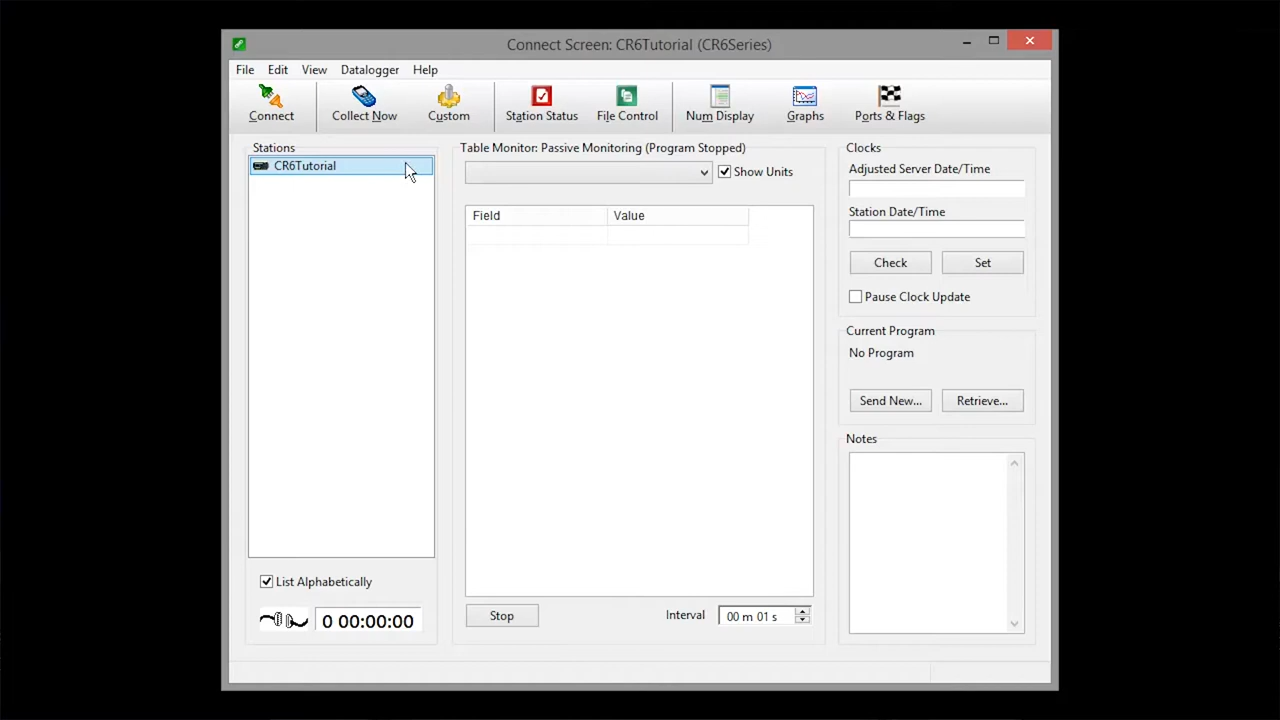 Connect Screen: CR6Tutorial (CR6Series)
File Edit View Datalogger Help
Connect Collect Now Custom Station Status File Control Num Display Graphs Ports & Flags
Stations
CR6Tutorial
List Alphabetically
0 00:00:00
Table Monitor: Passive Monitoring (Program Stopped)
Show Units
Field Value
Stop Interval 00 m 01 s
Clocks
Adjusted Server Date/Time
Station Date/Time
Check Set
Pause Clock Update
Current Program
No Program
Send New... Retrieve...
Notes